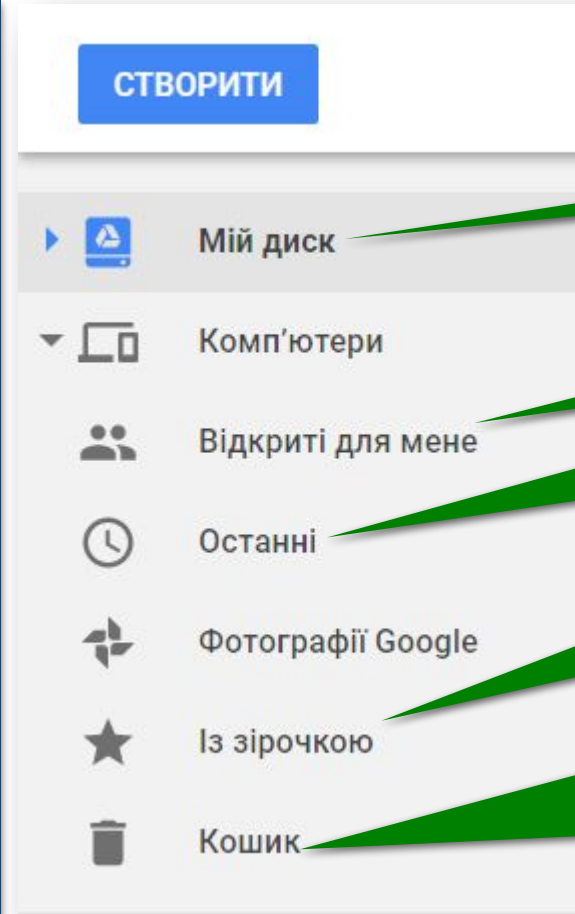 СТВОРИТИ
Мій диск
Комп'ютери
Відкриті для мене
Останні
Фотографії Google
Із зірочкою
Кошик